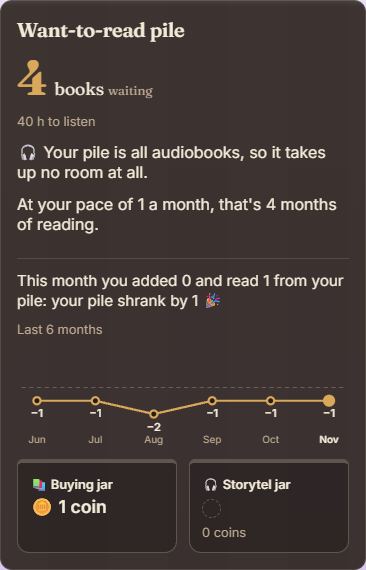 Want-to-read pile
4 books waiting
40 h to listen
🎧 Your pile is all audiobooks, so it takes
up no room at all.
At your pace of 1 a month, that's 4 months
of reading.
This month you added 0 and read 1 from your
pile: your pile shrank by 1 🎉
Last 6 months
−1 −1 −2 −1 −1 −1
Jun Jul Aug Sep Oct Nov
📚 Buying jar
1 coin
🎧 Storytel jar
0 coins